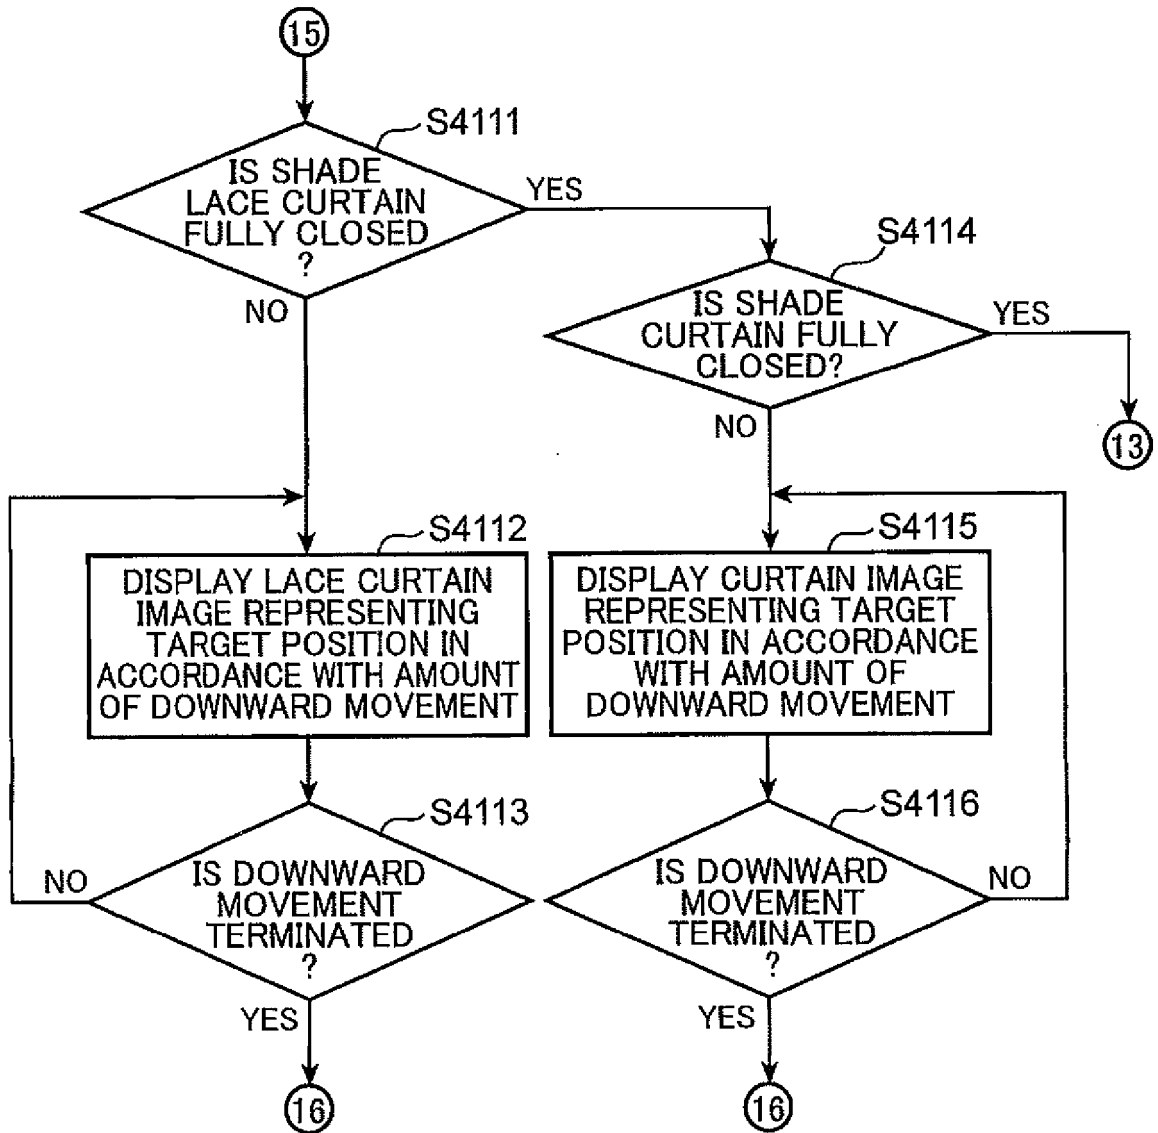 15
S4111
IS SHADE
LACE CURTAIN
FULLY CLOSED
?
YES
NO
S4114
IS SHADE
CURTAIN FULLY
CLOSED?
YES
NO
13
S4112
DISPLAY LACE CURTAIN
IMAGE REPRESENTING
TARGET POSITION IN
ACCORDANCE WITH AMOUNT
OF DOWNWARD MOVEMENT
S4115
DISPLAY CURTAIN IMAGE
REPRESENTING TARGET
POSITION IN ACCORDANCE
WITH AMOUNT OF
DOWNWARD MOVEMENT
S4113
IS DOWNWARD
MOVEMENT
TERMINATED
?
NO
YES
16
S4116
IS DOWNWARD
MOVEMENT
TERMINATED
?
NO
YES
16